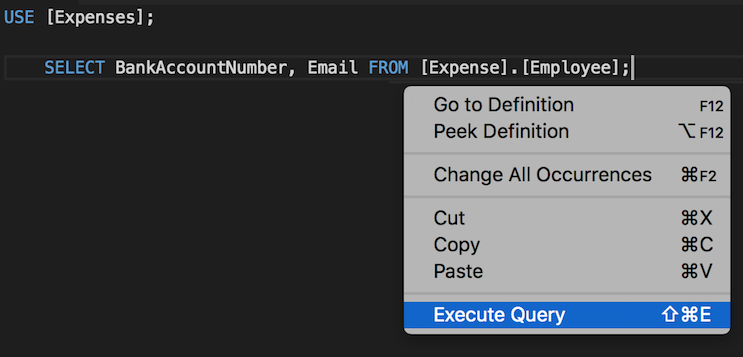 USE [Expenses];
SELECT BankAccountNumber, Email FROM [Expense].[Employee];
Go to Definition F12
Peek Definition ⌥F12
Change All Occurrences ⌘F2
Cut ⌘X
Copy ⌘C
Paste ⌘V
Execute Query ⇧⌘E